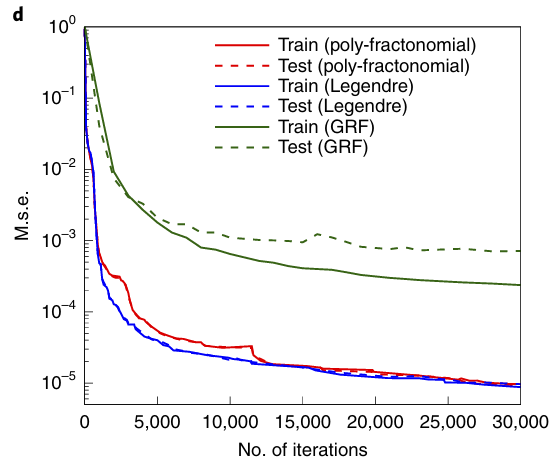 d
10^0
10^−1
10^−2
10^−3
10^−4
10^−5
M.s.e.
Train (poly-fractonomial)
Test (poly-fractonomial)
Train (Legendre)
Test (Legendre)
Train (GRF)
Test (GRF)
0 5,000 10,000 15,000 20,000 25,000 30,000
No. of iterations